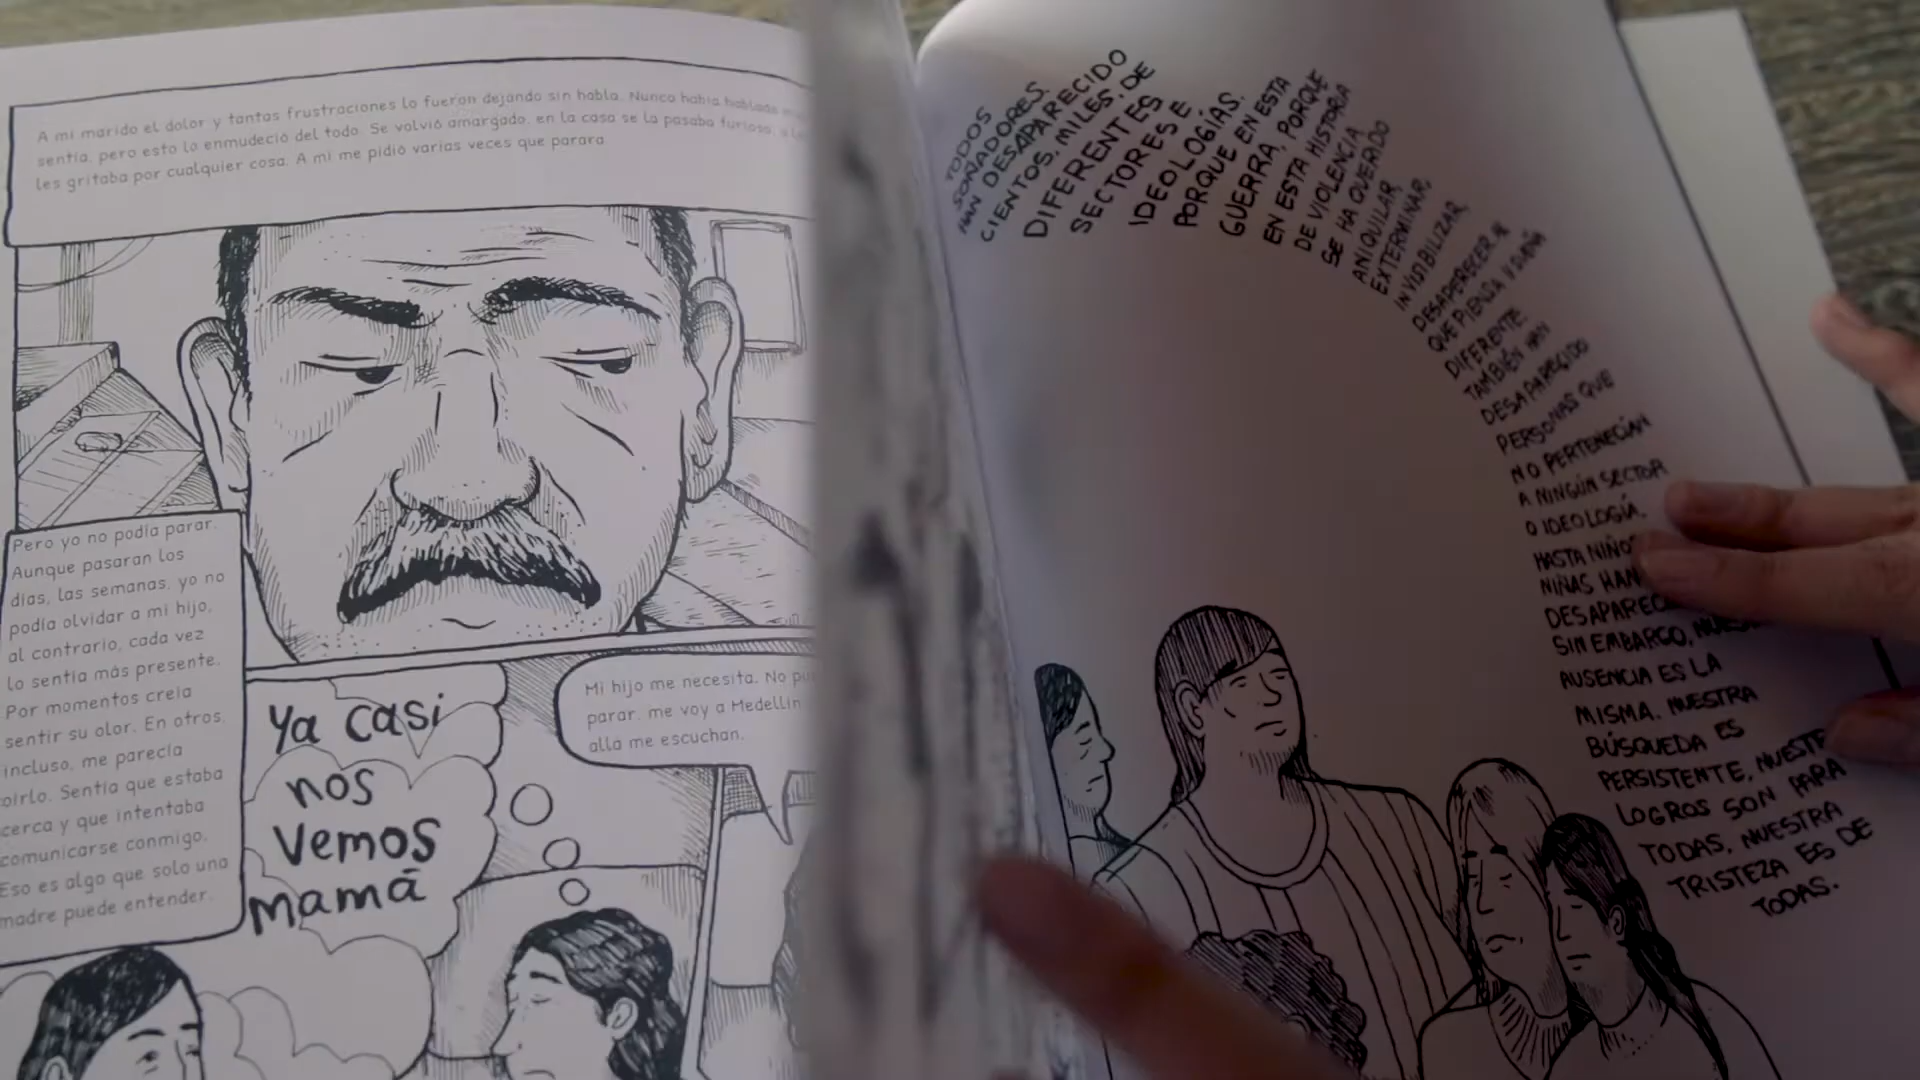 A mi marido el dolor y tantas frustraciones lo fueron dejando sin habla. Nunca había hablado
sentía, pero esto lo enmudeció del todo. Se volvió amargado, en la casa se la pasaba furioso, a
les gritaba por cualquier cosa. A mí me pidió varias veces que parara
Pero yo no podía parar.
Aunque pasaran los
días, las semanas, yo no
podía olvidar a mi hijo,
al contrario, cada vez
lo sentía más presente.
Por momentos creía
sentir su olor. En otros,
incluso, me parecía
oirlo. Sentía que estaba
cerca y que intentaba
comunicarse conmigo.
Eso es algo que solo una
madre puede entender.
Ya casi
nos
Vemos
mamá
Mi hijo me necesita. No
parar, me voy a Medellín
allá me escuchan.
TODOS
SOÑADORES.
HAN DESAPARECIDO
CIENTOS, MILES, DE
DIFERENTES
SECTORES E
IDEOLOGÍAS.
PORQUE EN ESTA
GUERRA, PORQUE
EN ESTA HISTORIA
DE VIOLENCIA
SE HA QUERIDO
ANIQUILAR,
EXTERMINAR,
INVISIBILIZAR,
DESAPARECER AL
QUE PIENSA Y SUEÑA
DIFERENTE.
TAMBIÉN HAN
DESAPARECIDO
PERSONAS QUE
NO PERTENECÍAN
A NINGÚN SECTOR
O IDEOLOGÍA.
HASTA NIÑOS
NIÑAS HAN
SIN EMBARGO,
AUSENCIA ES LA
MISMA. NUESTRA
BÚSQUEDA ES
PERSISTENTE,
LOGROS SON PARA
TODAS, NUESTRA
TRISTEZA ES DE
TODAS.